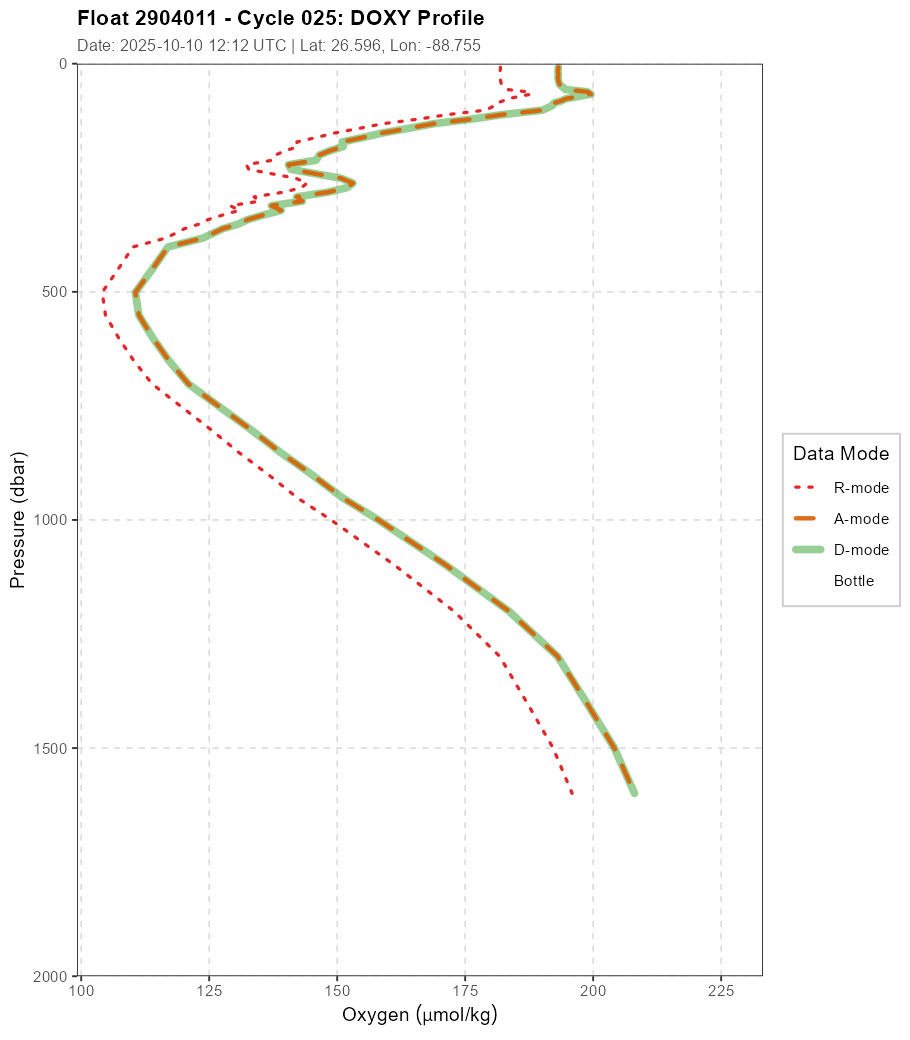 Float 2904011 - Cycle 025: DOXY Profile
Date: 2025-10-10 12:12 UTC | Lat: 26.596, Lon: -88.755
0
500
1000
1500
2000
Pressure (dbar)
100 125 150 175 200 225
Oxygen (µmol/kg)
Data Mode
R-mode
A-mode
D-mode
Bottle